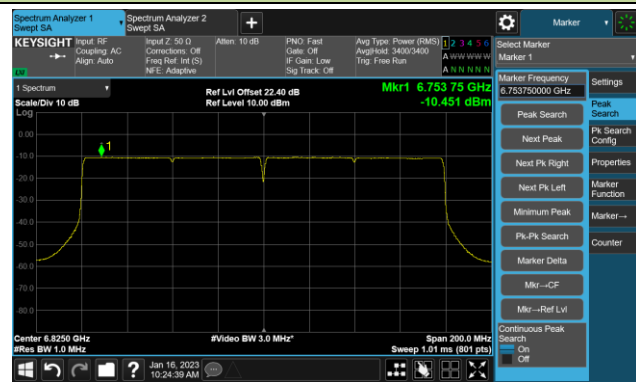 Spectrum Analyzer 1
Swept SA
Spectrum Analyzer 2
Swept SA
Marker
KEYSIGHT
Input: RF
Coupling: AC
Align: Auto
Input Z: 50 Ω
Corrections: Off
Freq Ref: Int (S)
NFE: Adaptive
Atten: 10 dB
PNO: Fast
Gate: Off
IF Gain: Low
Sig Track: Off
Avg Type: Power (RMS)
Avg|Hold: 3400/3400
Trig: Free Run
1 2 3 4 5 6
A W W W W W
A N N N N N
Select Marker
Marker 1
1 Spectrum
Scale/Div 10 dB
Log
Ref Lvl Offset 22.40 dB
Ref Level 10.00 dBm
Mkr1 6.753 75 GHz
-10.451 dBm
1
0.00
-10.0
-20.0
-30.0
-40.0
-50.0
-60.0
-70.0
-80.0
Center 6.8250 GHz
#Res BW 1.0 MHz
#Video BW 3.0 MHz*
Span 200.0 MHz
Sweep 1.01 ms (801 pts)
Marker Frequency
6.753750000 GHz
Peak Search
Next Peak
Next Pk Right
Next Pk Left
Minimum Peak
Pk-Pk Search
Marker Delta
Mkr→CF
Mkr→Ref Lvl
Continuous Peak
Search
On
Off
Settings
Peak
Search
Pk Search
Config
Properties
Marker
Function
Marker→
Counter
?
Jan 16, 2023
10:24:39 AM